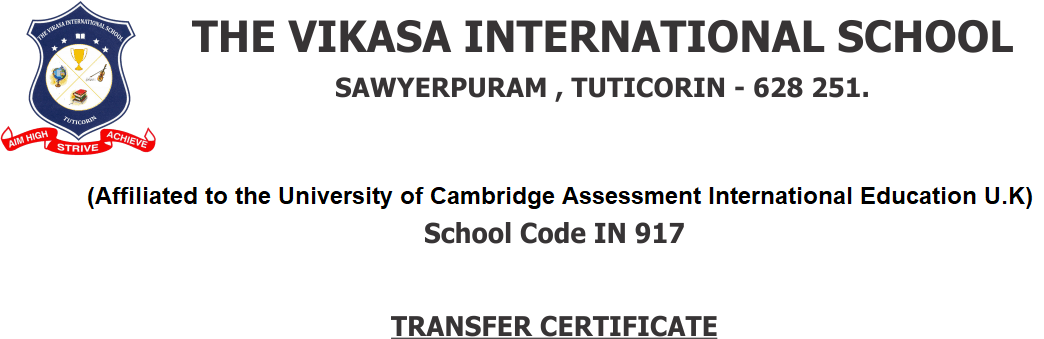 THE VIKASA INTERNATIONAL SCHOOL
TUTICORIN
AIM HIGH
STRIVE
ACHIEVE
THE VIKASA INTERNATIONAL SCHOOL
SAWYERPURAM , TUTICORIN - 628 251.
(Affiliated to the University of Cambridge Assessment International Education U.K)
School Code IN 917
TRANSFER CERTIFICATE